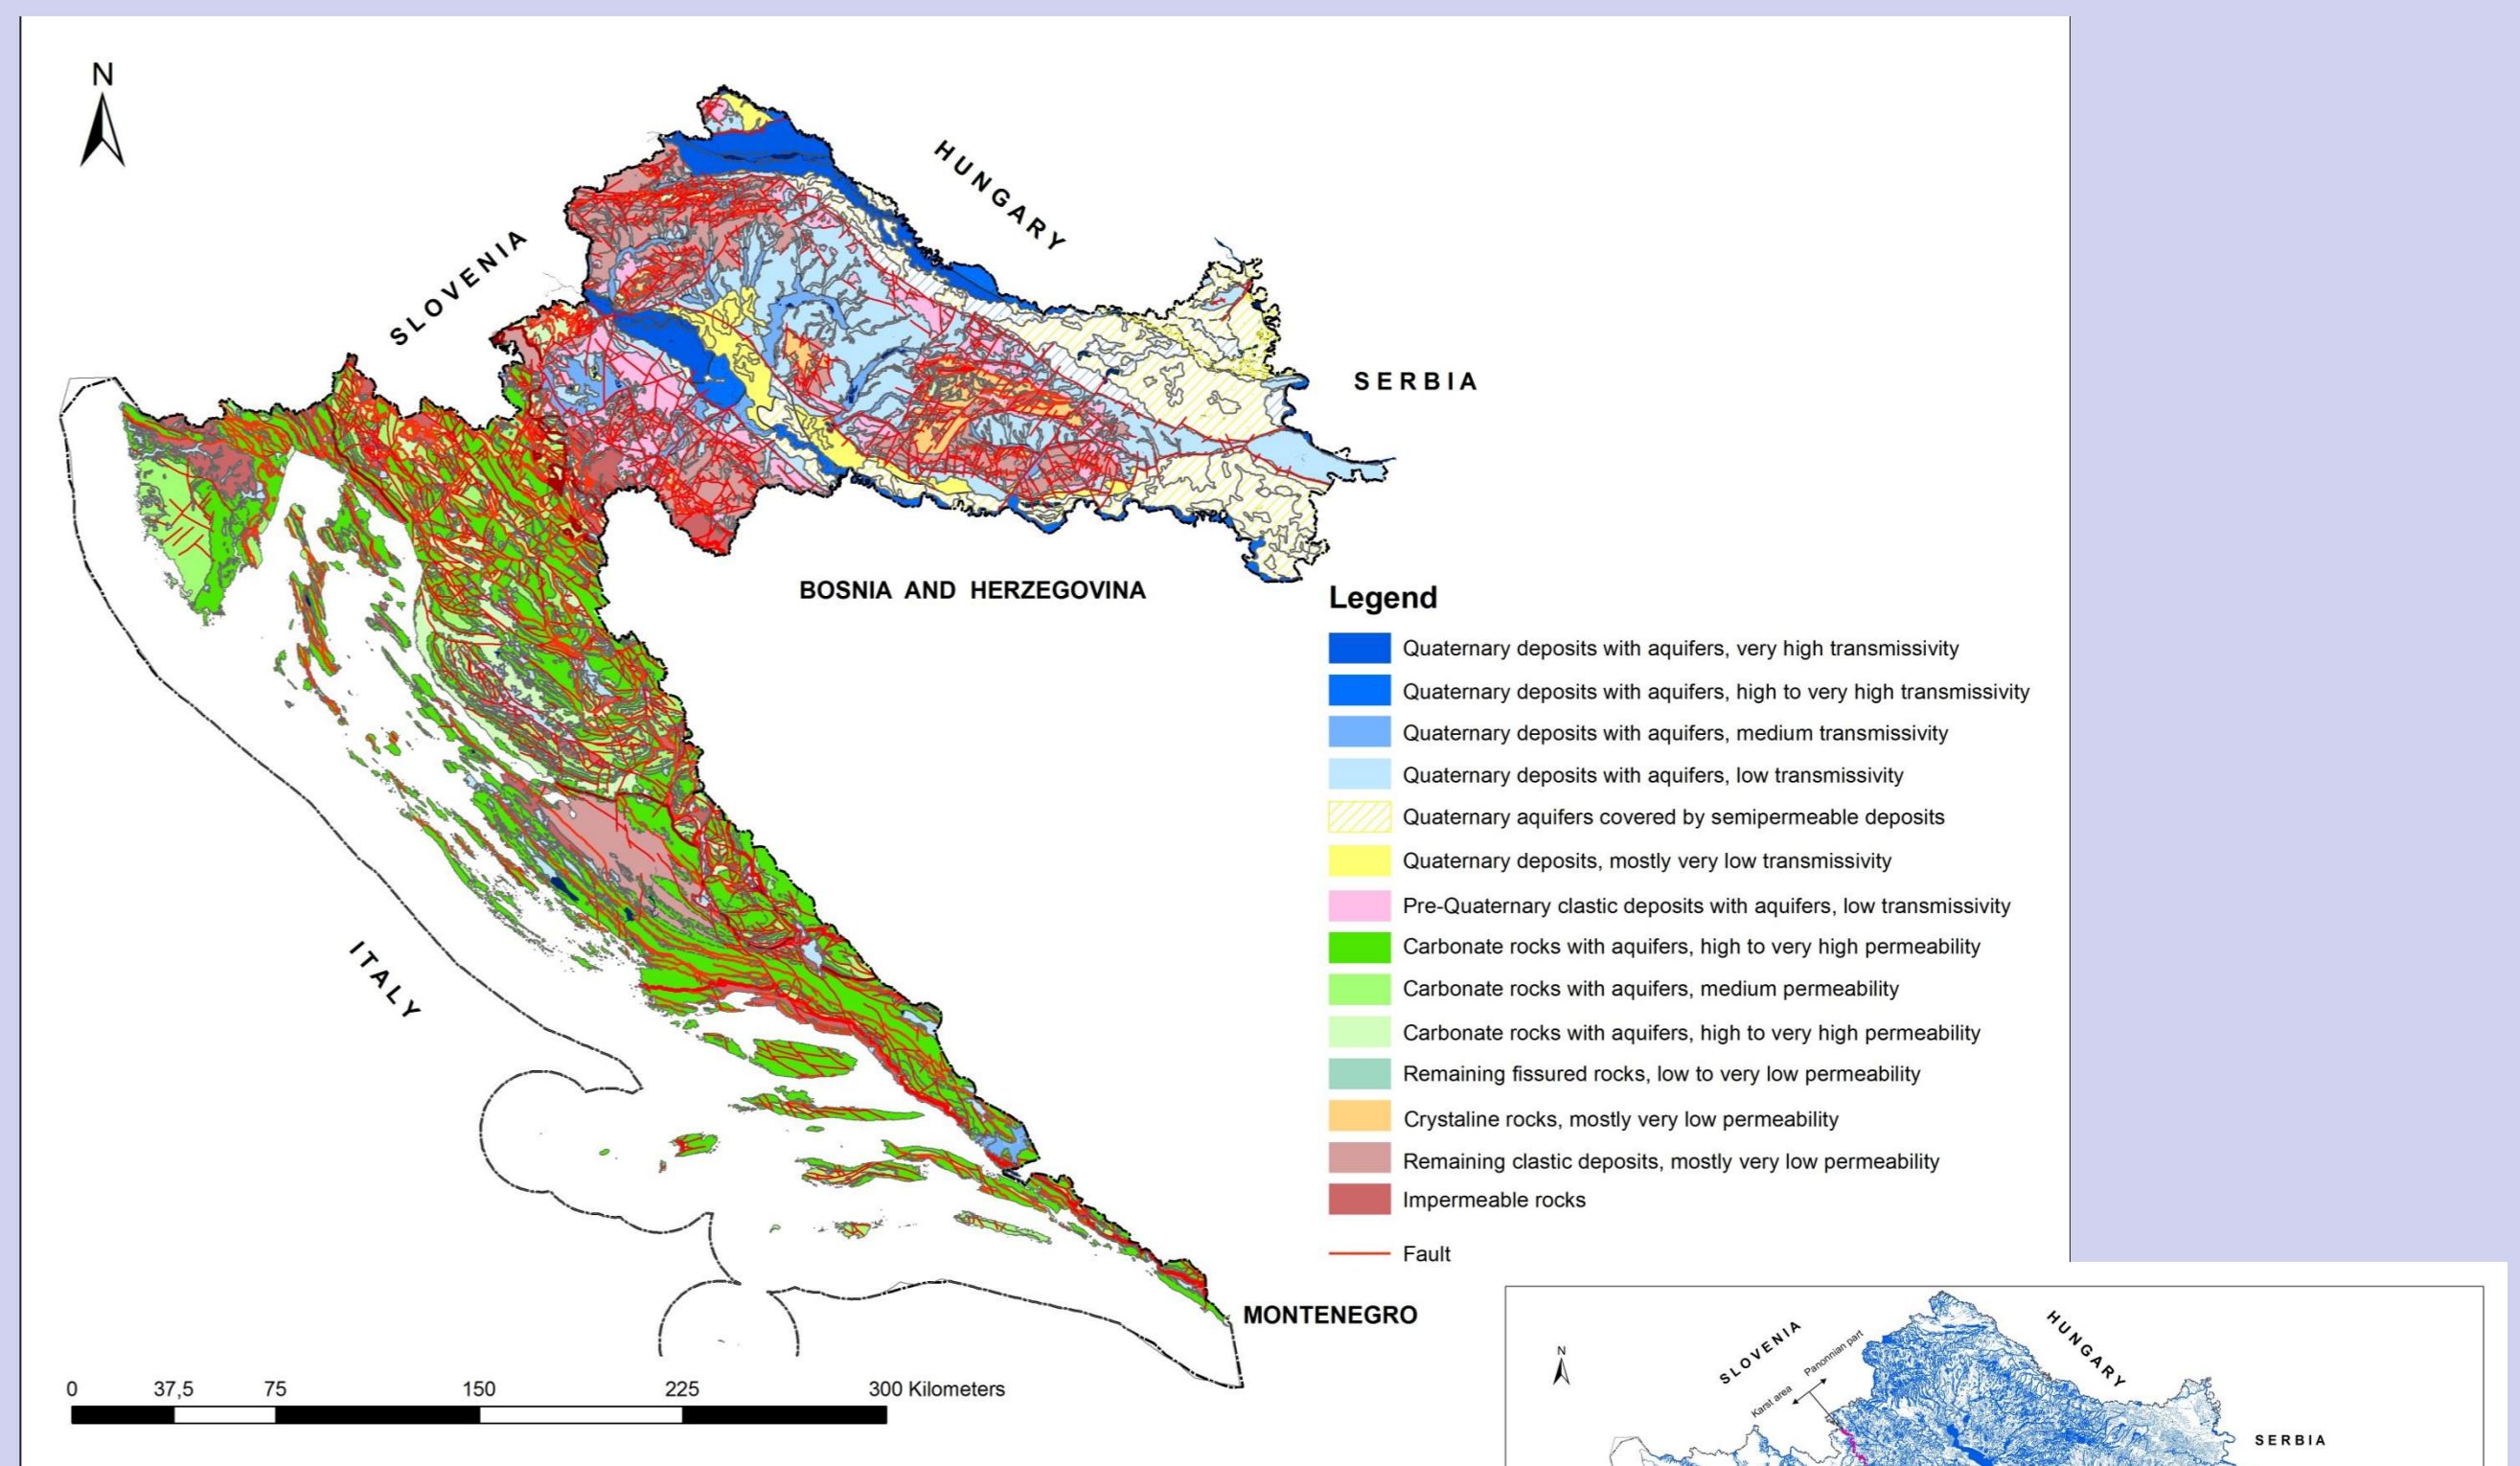 N
HUNGARY
SLOVENIA
SERBIA
BOSNIA AND HERZEGOVINA
Legend
Quaternary deposits with aquifers, very high transmissivity
Quaternary deposits with aquifers, high to very high transmissivity
Quaternary deposits with aquifers, medium transmissivity
Quaternary deposits with aquifers, low transmissivity
Quaternary aquifers covered by semipermeable deposits
Quaternary deposits, mostly very low transmissivity
Pre-Quaternary clastic deposits with aquifers, low transmissivity
Carbonate rocks with aquifers, high to very high permeability
Carbonate rocks with aquifers, medium permeability
Carbonate rocks with aquifers, high to very high permeability
Remaining fissured rocks, low to very low permeability
Crystaline rocks, mostly very low permeability
Remaining clastic deposits, mostly very low permeability
Impermeable rocks
Fault
ITALY
MONTENEGRO
0 37,5 75 150 225 300 Kilometers
N
SLOVENIA
HUNGARY
Panonnian part
Karst area
SERBIA